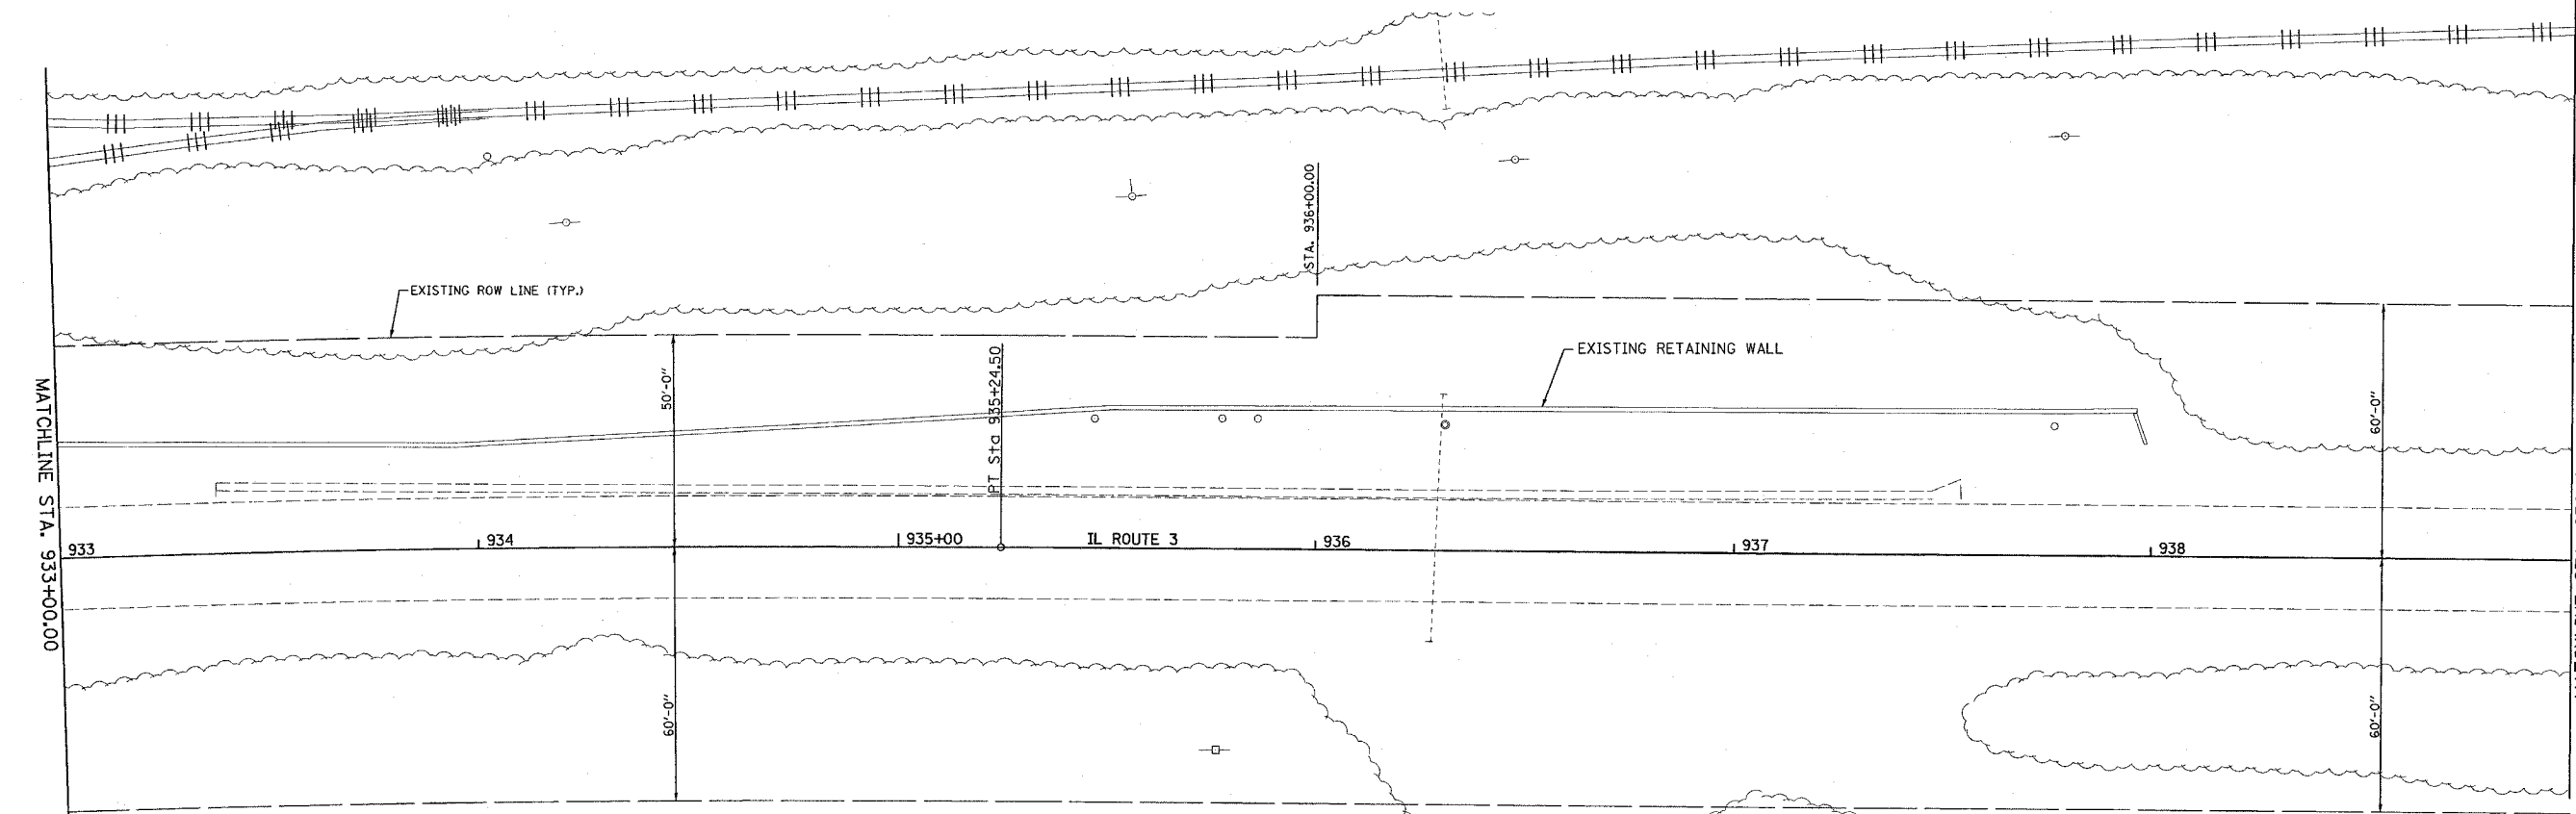 STA. 936+00.00
EXISTING ROW LINE (TYP.)
EXISTING RETAINING WALL
50'-0"
PT Sta 935+24.50
60'-0"
MATCHLINE STA. 933+00.00
933
934
935+00
IL ROUTE 3
936
937
938
60'-0"
60'-0"